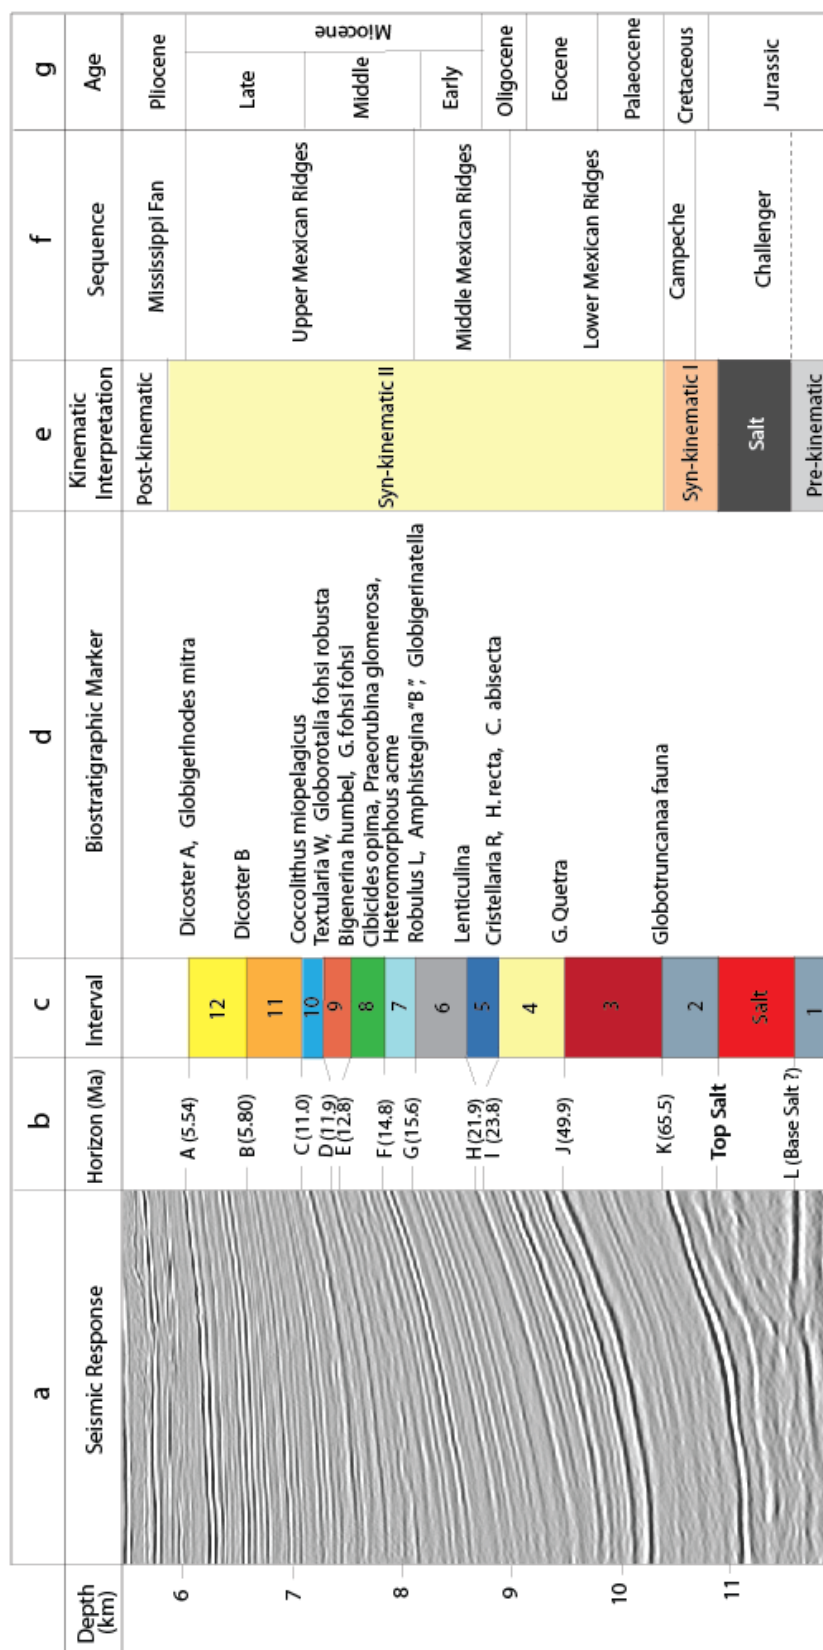 a
b
c
d
e
f
g
Depth
(km)
Seismic Response
Horizon (Ma)
Interval
Biostratigraphic Marker
Kinematic
Interpretation
Sequence
Age
6
7
8
9
10
11
A (5.54)
B (5.80)
C (11.0)
D (11.9)
E (12.8)
F (14.8)
G (15.6)
H (21.9)
I (23.8)
J (49.9)
K (65.5)
Top Salt
L (Base Salt ?)
12
11
10
9
8
7
6
5
4
3
2
Salt
1
Dicoster A, Globigerlnodes mitra
Dicoster B
Coccolithus miopelagicus
Textularia W, Globorotalia fohsi robusta
Bigenerina humbel, G. fohsi fohsi
Cibicides opima, Praeorubina glomerosa,
Heteromorphous acme
Robulus L, Amphistegina "B", Globigerinatella
Lenticulina
Cristellaria R, H. recta, C. abisecta
G. Quetra
Globotruncanaa fauna
Post-kinematic
Syn-kinematic II
Syn-kinematic I
Salt
Pre-kinematic
Mississippi Fan
Upper Mexican Ridges
Middle Mexican Ridges
Lower Mexican Ridges
Campeche
Challenger
Pliocene
Late
Middle
Early
Miocene
Oligocene
Eocene
Palaeocene
Cretaceous
Jurassic